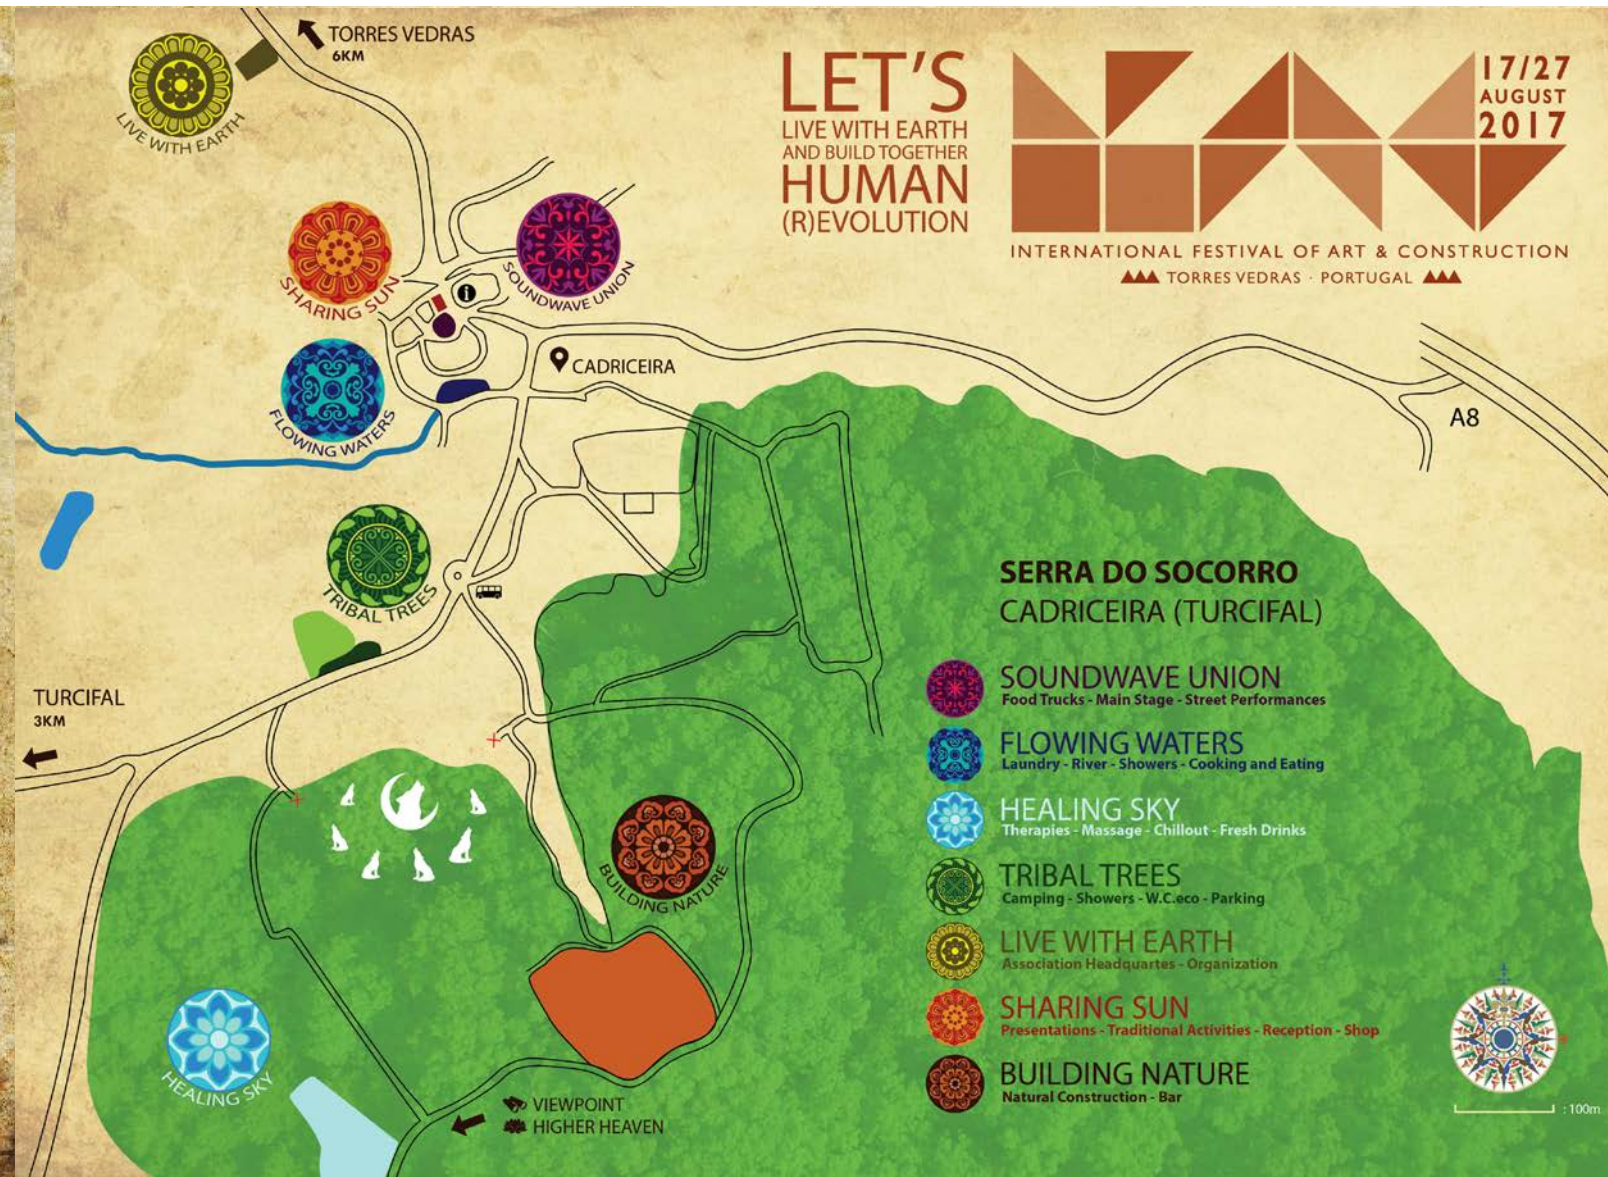 TORRES VEDRAS
6KM
LIVE WITH EARTH
LET'S
LIVE WITH EARTH
AND BUILD TOGETHER
HUMAN
(R)EVOLUTION
17/27
AUGUST
2017
INTERNATIONAL FESTIVAL OF ART & CONSTRUCTION
TORRES VEDRAS · PORTUGAL
SHARING SUN
SOUNDWAVE UNION
i
CADRICEIRA
FLOWING WATERS
A8
TRIBAL TREES
TURCIFAL
3KM
BUILDING NATURE
HEALING SKY
VIEWPOINT
HIGHER HEAVEN
SERRA DO SOCORRO
CADRICEIRA (TURCIFAL)
SOUNDWAVE UNION
Food Trucks - Main Stage - Street Performances
FLOWING WATERS
Laundry - River - Showers - Cooking and Eating
HEALING SKY
Therapies - Massage - Chillout - Fresh Drinks
TRIBAL TREES
Camping - Showers - W.C.eco - Parking
LIVE WITH EARTH
Association Headquartes - Organization
SHARING SUN
Presentations - Traditional Activities - Reception - Shop
BUILDING NATURE
Natural Construction - Bar
: 100m